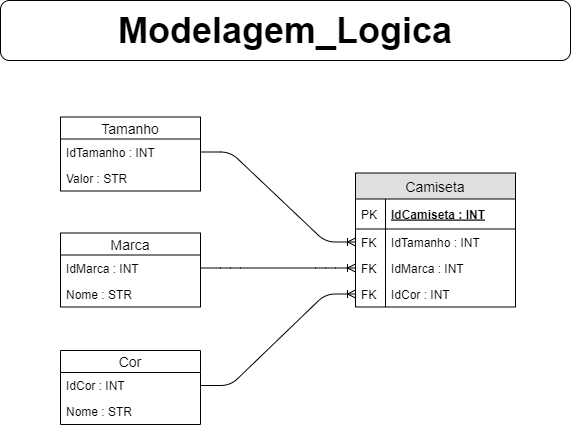 Modelagem_Logica
Tamanho
IdTamanho : INT
Valor : STR
Marca
IdMarca : INT
Nome : STR
Cor
IdCor : INT
Nome : STR
Camiseta
PK IdCamiseta : INT
FK IdTamanho : INT
FK IdMarca : INT
FK IdCor : INT